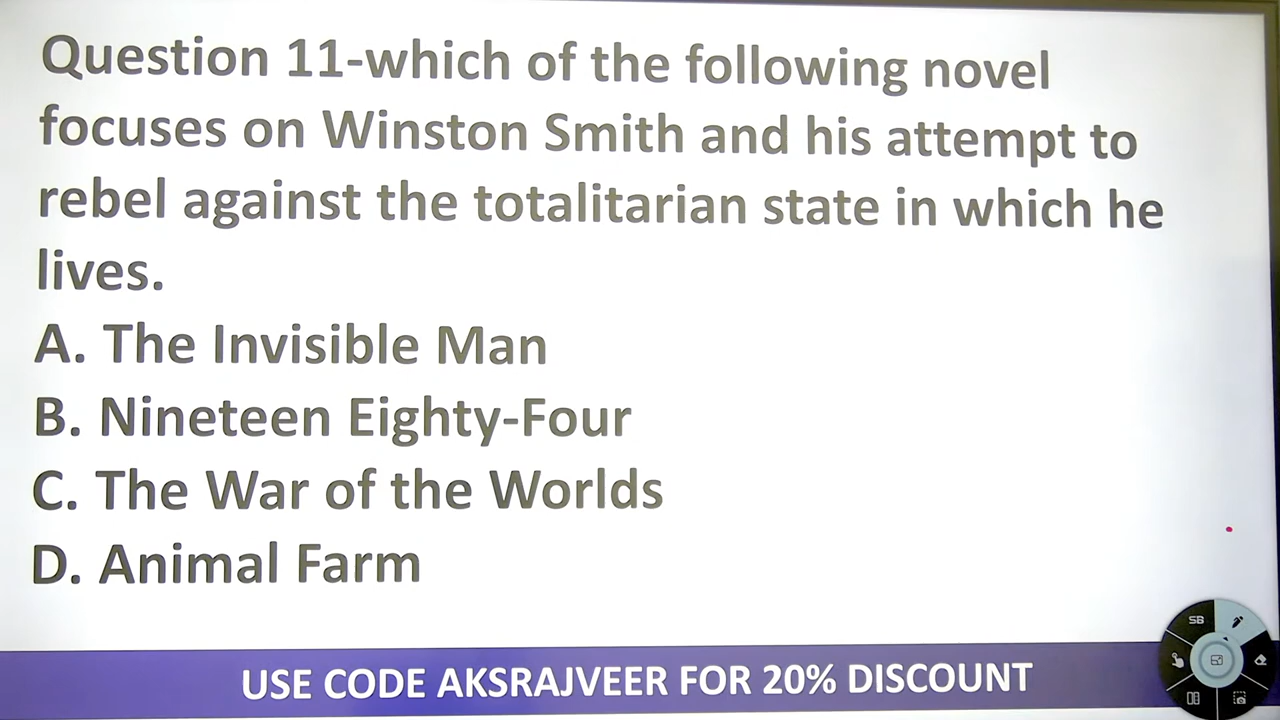 Question 11-which of the following novel
focuses on Winston Smith and his attempt to
rebel against the totalitarian state in which he
lives.
A. The Invisible Man
B. Nineteen Eighty-Four
C. The War of the Worlds
D. Animal Farm
SB
USE CODE AKSRAJVEER FOR 20% DISCOUNT